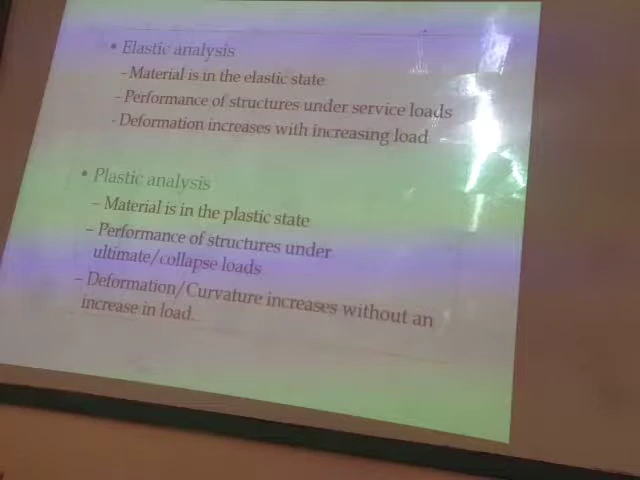 • Elastic analysis
- Material is in the elastic state
- Performance of structures under service loads
- Deformation increases with increasing load
• Plastic analysis
– Material is in the plastic state
– Performance of structures under
ultimate/collapse loads
– Deformation/Curvature increases without an
increase in load.